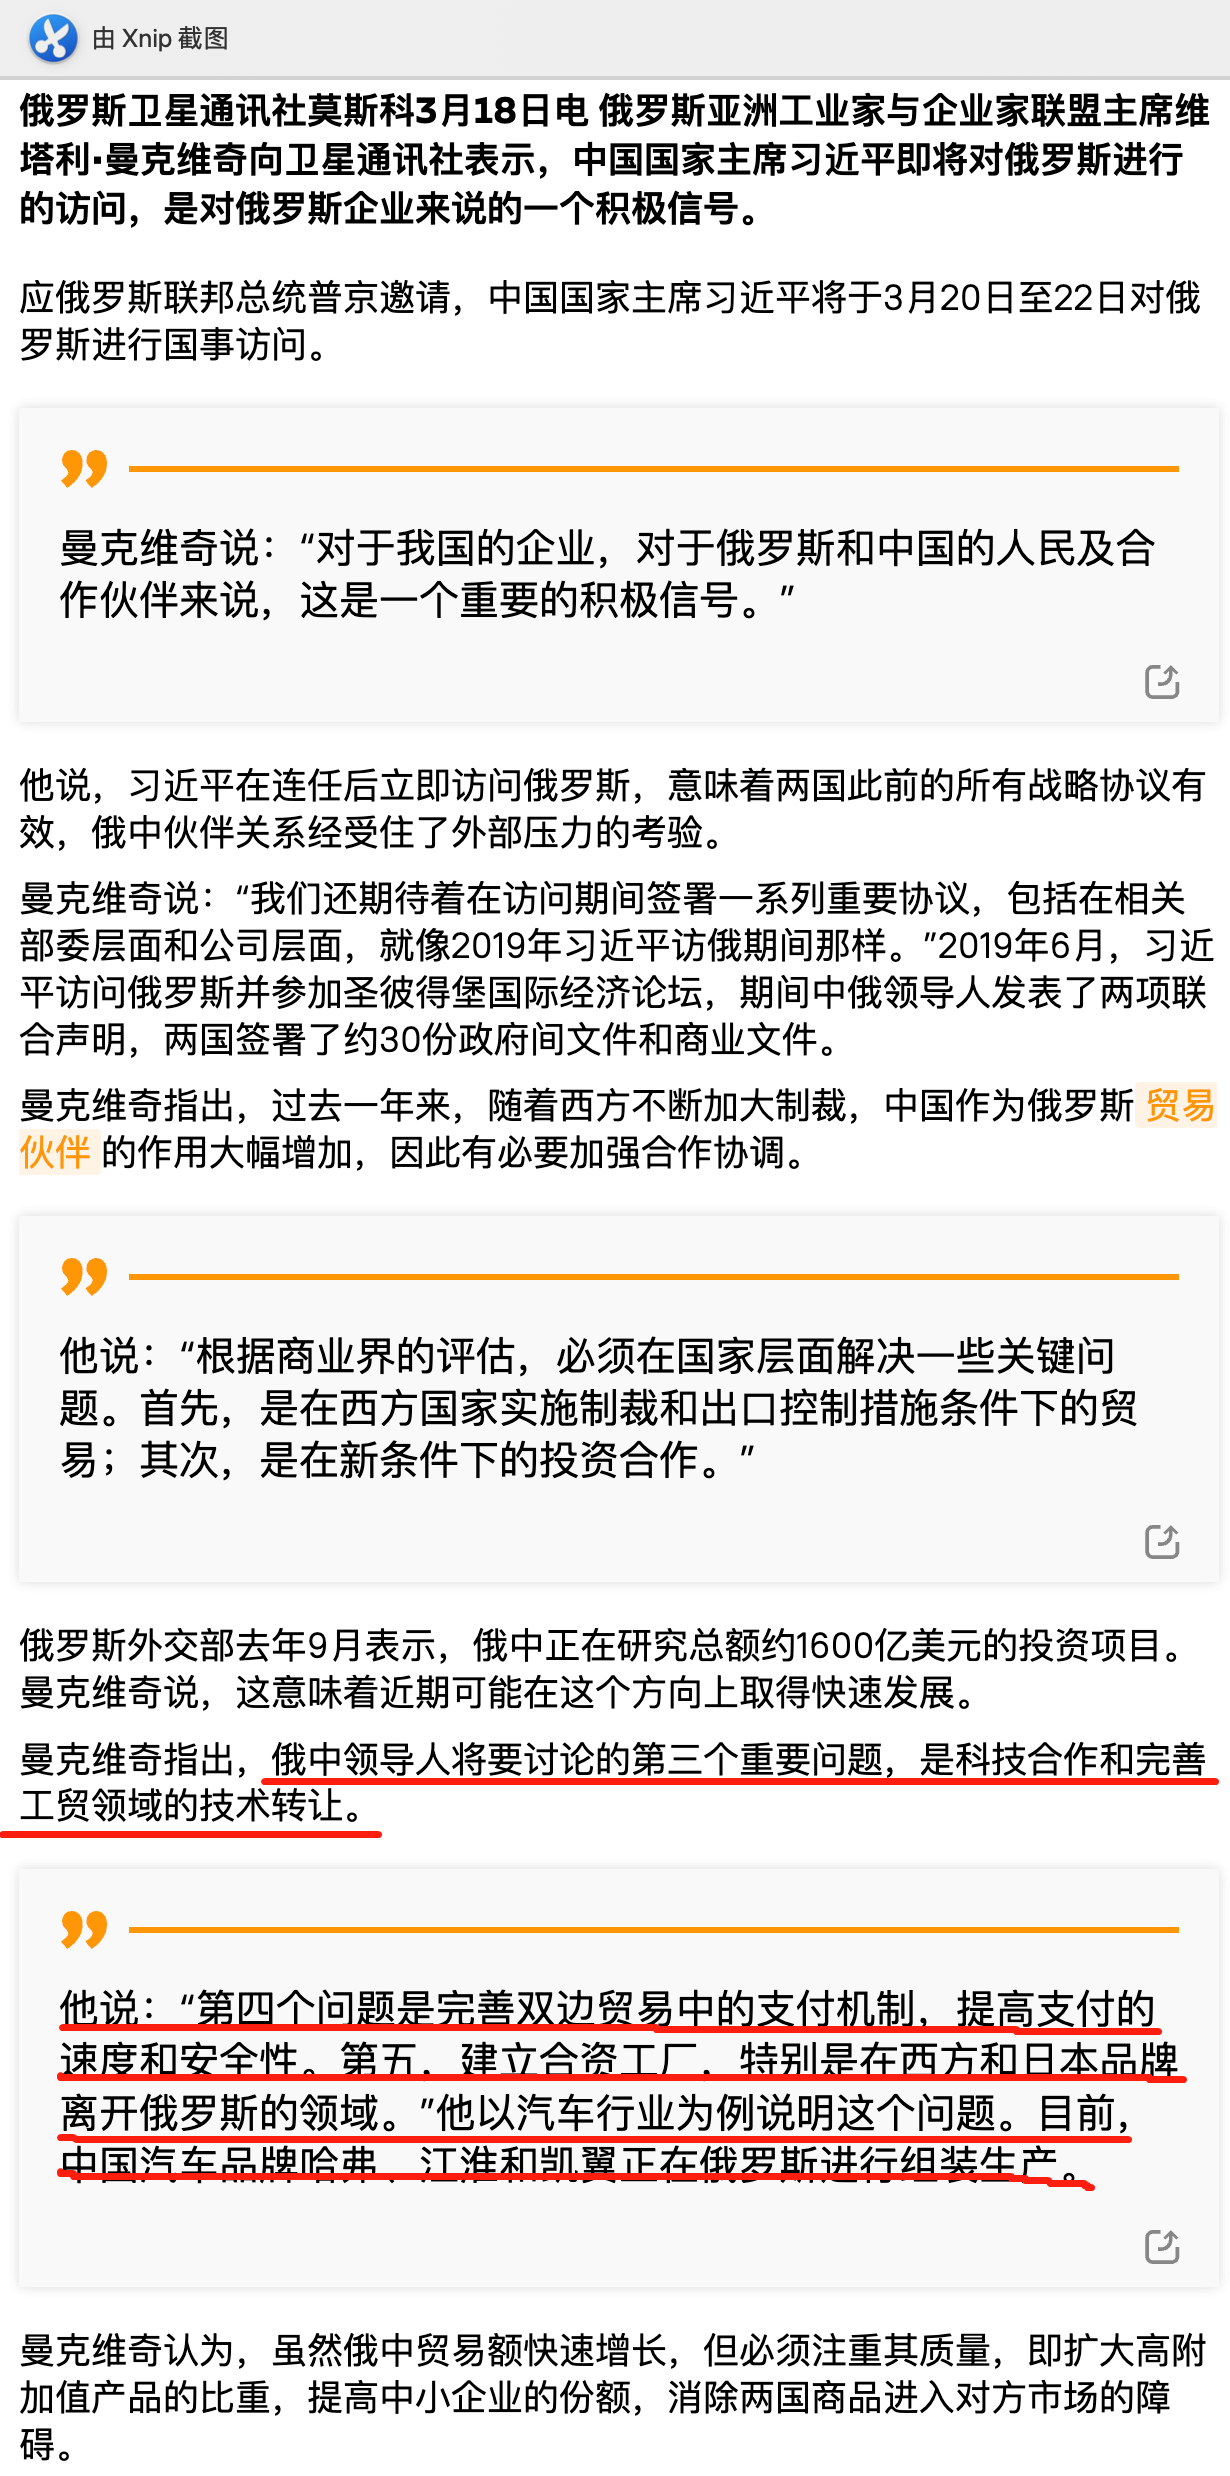 由 Xnip 截图
俄罗斯卫星通讯社莫斯科3月18日电 俄罗斯亚洲工业家与企业家联盟主席维
塔利·曼克维奇向卫星通讯社表示，中国国家主席习近平即将对俄罗斯进行
的访问，是对俄罗斯企业来说的一个积极信号。
应俄罗斯联邦总统普京邀请，中国国家主席习近平将于3月20日至22日对俄
罗斯进行国事访问。
曼克维奇说：“对于我国的企业，对于俄罗斯和中国的人民及合
作伙伴来说，这是一个重要的积极信号。”
他说，习近平在连任后立即访问俄罗斯，意味着两国此前的所有战略协议有
效，俄中伙伴关系经受住了外部压力的考验。
曼克维奇说：“我们还期待着在访问期间签署一系列重要协议，包括在相关
部委层面和公司层面，就像2019年习近平访俄期间那样。”2019年6月，习近
平访问俄罗斯并参加圣彼得堡国际经济论坛，期间中俄领导人发表了两项联
合声明，两国签署了约30份政府间文件和商业文件。
曼克维奇指出，过去一年来，随着西方不断加大制裁，中国作为俄罗斯 贸易
伙伴 的作用大幅增加，因此有必要加强合作协调。
他说：“根据商业界的评估，必须在国家层面解决一些关键问
题。首先，是在西方国家实施制裁和出口控制措施条件下的贸
易；其次，是在新条件下的投资合作。”
俄罗斯外交部去年9月表示，俄中正在研究总额约1600亿美元的投资项目。
曼克维奇说，这意味着近期可能在这个方向上取得快速发展。
曼克维奇指出，俄中领导人将要讨论的第三个重要问题，是科技合作和完善
工贸领域的技术转让。
他说：“第四个问题是完善双边贸易中的支付机制，提高支付的
速度和安全性。第五，建立合资工厂，特别是在西方和日本品牌
离开俄罗斯的领域。”他以汽车行业为例说明这个问题。目前，
中国汽车品牌哈弗、江淮和凯翼正在俄罗斯进行组装生产。
曼克维奇认为，虽然俄中贸易额快速增长，但必须注重其质量，即扩大高附
加值产品的比重，提高中小企业的份额，消除两国商品进入对方市场的障
碍。